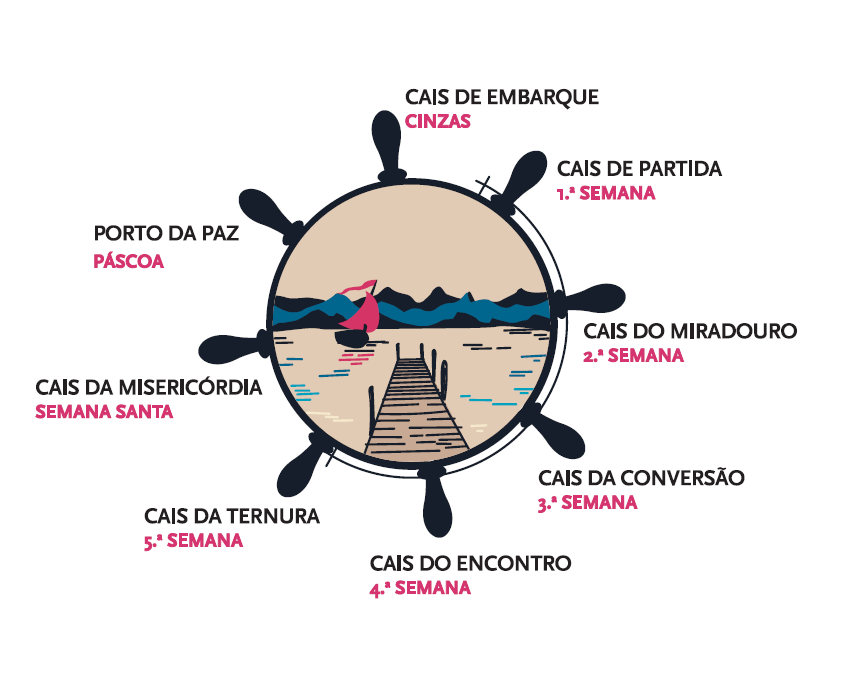 CAIS DE EMBARQUE
CINZAS
CAIS DE PARTIDA
1.ª SEMANA
CAIS DO MIRADOURO
2.ª SEMANA
CAIS DA CONVERSÃO
3.ª SEMANA
CAIS DO ENCONTRO
4.ª SEMANA
CAIS DA TERNURA
5.ª SEMANA
CAIS DA MISERICÓRDIA
SEMANA SANTA
PORTO DA PAZ
PÁSCOA